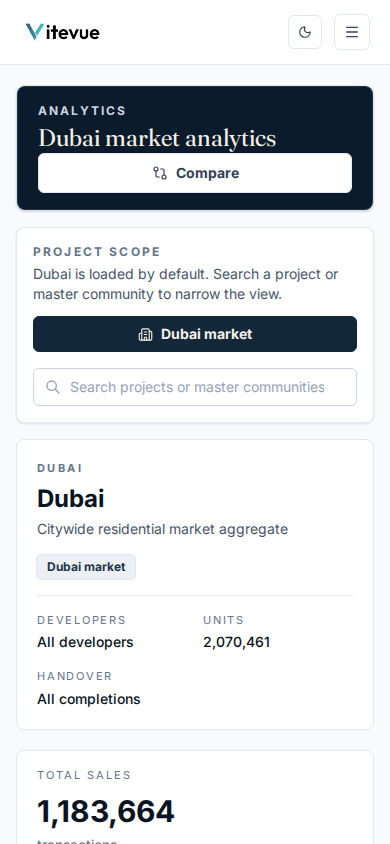 Vitevue
ANALYTICS
Dubai market analytics
Compare
PROJECT SCOPE
Dubai is loaded by default. Search a project or
master community to narrow the view.
Dubai market
Search projects or master communities
DUBAI
Dubai
Citywide residential market aggregate
Dubai market
DEVELOPERS
All developers
UNITS
2,070,461
HANDOVER
All completions
TOTAL SALES
1,183,664
transactions